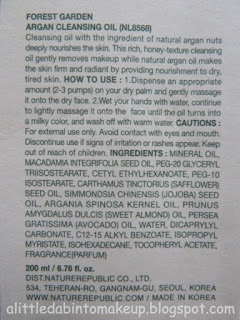 FOREST GARDEN
ARGAN CLEANSING OIL (NL8568)
Cleansing oil with the ingredient of natural argan nuts
deeply nourishes the skin. This rich, honey-texture cleansing
oil gently removes makeup while natural argan oil makes
the skin firm and radiant by providing nourishment to dry,
tired skin. HOW TO USE : 1.Dispense an appropriate
amount (2-3 pumps) on your dry palm and gently massage
it onto the dry face. 2.Wet your hands with water, continue
to lightly massage it onto the face until the oil turns into
a milky color, and wash off with warm water. CAUTIONS :
For external use only. Avoid contact with eyes and mouth.
Discontinue use if signs of irritation or rashes appear. Keep
out of reach of children. INGREDIENTS : MINERAL OIL,
MACADAMIA INTEGRIFOLIA SEED OIL, PEG-20 GLYCERYL
TRIISOSTEARATE, CETYL ETHYLHEXANOATE, PEG-10
ISOSTEARATE, CARTHAMUS TINCTORIUS (SAFFLOWER)
SEED OIL, SIMMONDSIA CHINENSIS (JOJOBA) SEED
OIL, ARGANIA SPINOSA KERNEL OIL, PRUNUS
AMYGDALUS DULCIS (SWEET ALMOND) OIL, PERSEA
GRATISSIMA (AVOCADO) OIL, WATER, DICAPRYLYL
CARBONATE, C12-15 ALKYL BENZOATE, ISOPROPYL
MYRISTATE, ISOHEXADECANE, TOCOPHERYL ACETATE,
FRAGRANCE(PARFUM)
200 ml / 6.76 fl. oz.
DIST.NATUREREPUBLIC CO., LTD.
534, TEHERAN-RO, GANGNAM-GU, SEOUL, KOREA
WWW.NATUREREPUBLIC.COM / MADE IN KOREA
alittledabintomakeup.blogspot.com